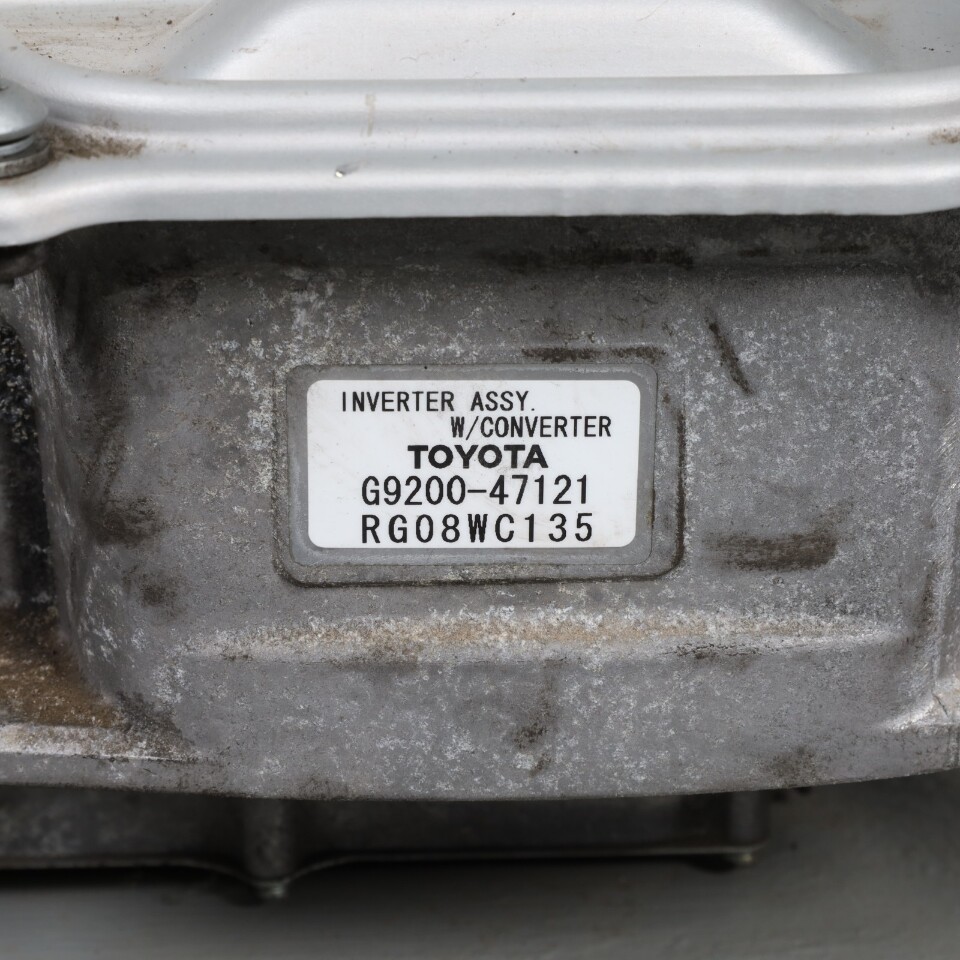 INVERTER ASSY.
W/CONVERTER
TOYOTA
G9200-47121
RG08WC135